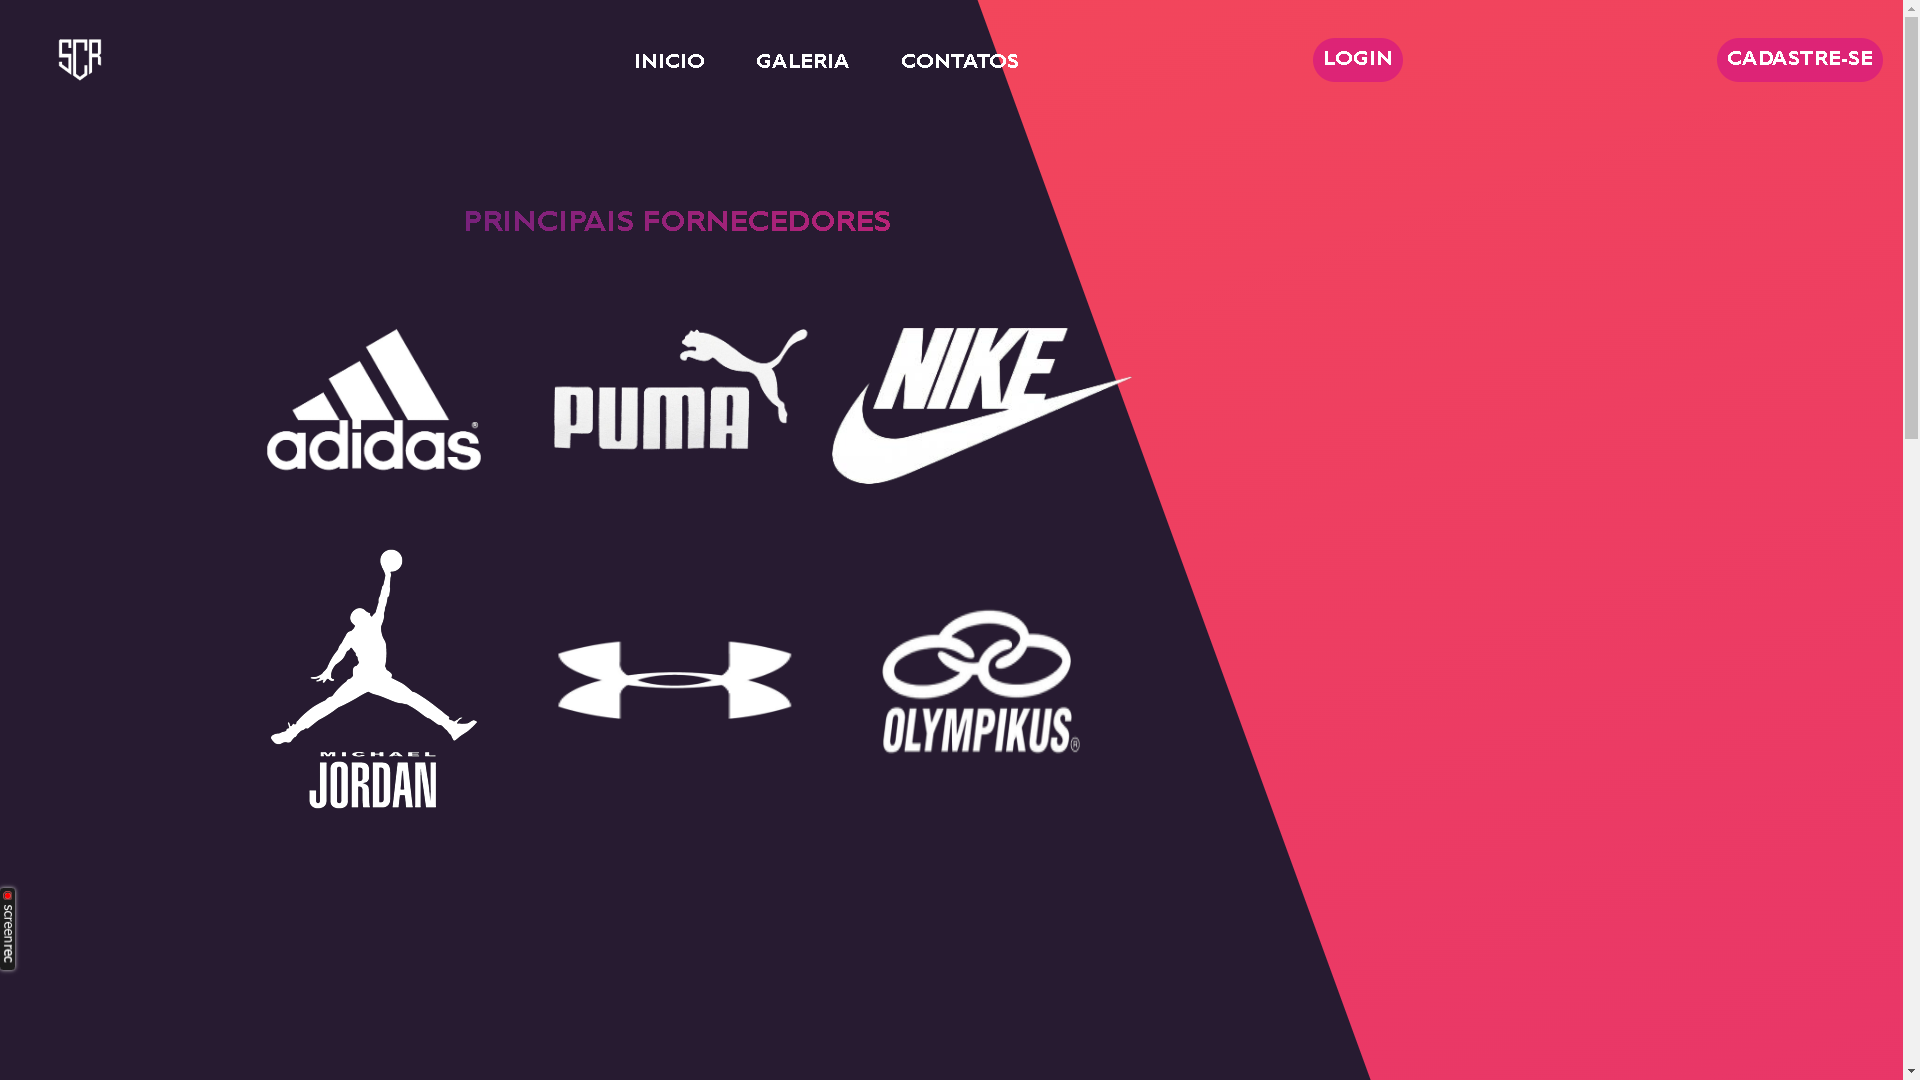 SCR
INICIO GALERIA CONTATOS LOGIN CADASTRE-SE
PRINCIPAIS FORNECEDORES
adidas®
PUMA
NIKE
MICHAEL
JORDAN
OLYMPIKUS®
screenrec